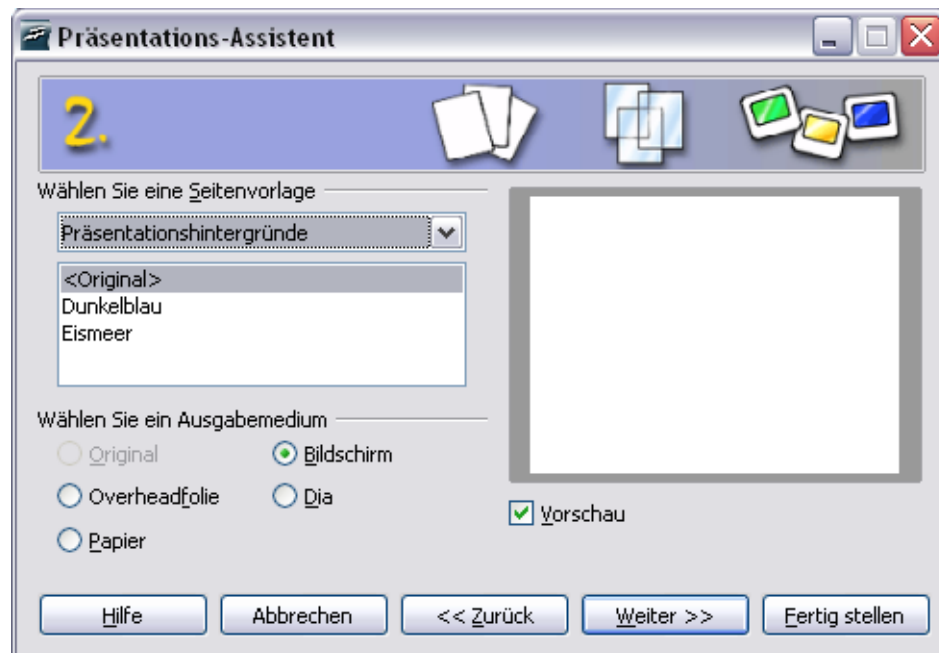 Präsentations-Assistent
2.
Wählen Sie eine Seitenvorlage
Präsentationshintergründe
<Original>
Dunkelblau
Eismeer
Wählen Sie ein Ausgabemedium
Original
Bildschirm
Overheadfolie
Dia
Papier
Vorschau
Hilfe
Abbrechen
<< Zurück
Weiter >>
Fertig stellen